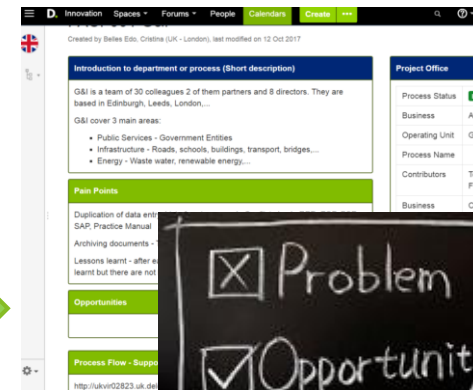 D. Innovation Spaces Forums People Calendars Create
Created by Belles Edo, Cristina (UK - London), last modified on 12 Oct 2017
Introduction to department or process (Short description)
G&I is a team of 30 colleagues 2 of them partners and 8 directors. They are
based in Edinburgh, Leeds, London,...
G&I cover 3 main areas:
• Public Services - Government Entities
• Infrastructure - Roads, schools, buildings, transport, bridges,...
• Energy - Waste water, renewable energy,...
Pain Points
Duplication of data
SAP, Practice Manual
Archiving documents -
Lessons learnt - after
learnt but there are not
Opportunities
Process Flow -
Project Office
Process Status
Business
Operating Unit
Process Name
Contributors
Business
Problem
Opportunit